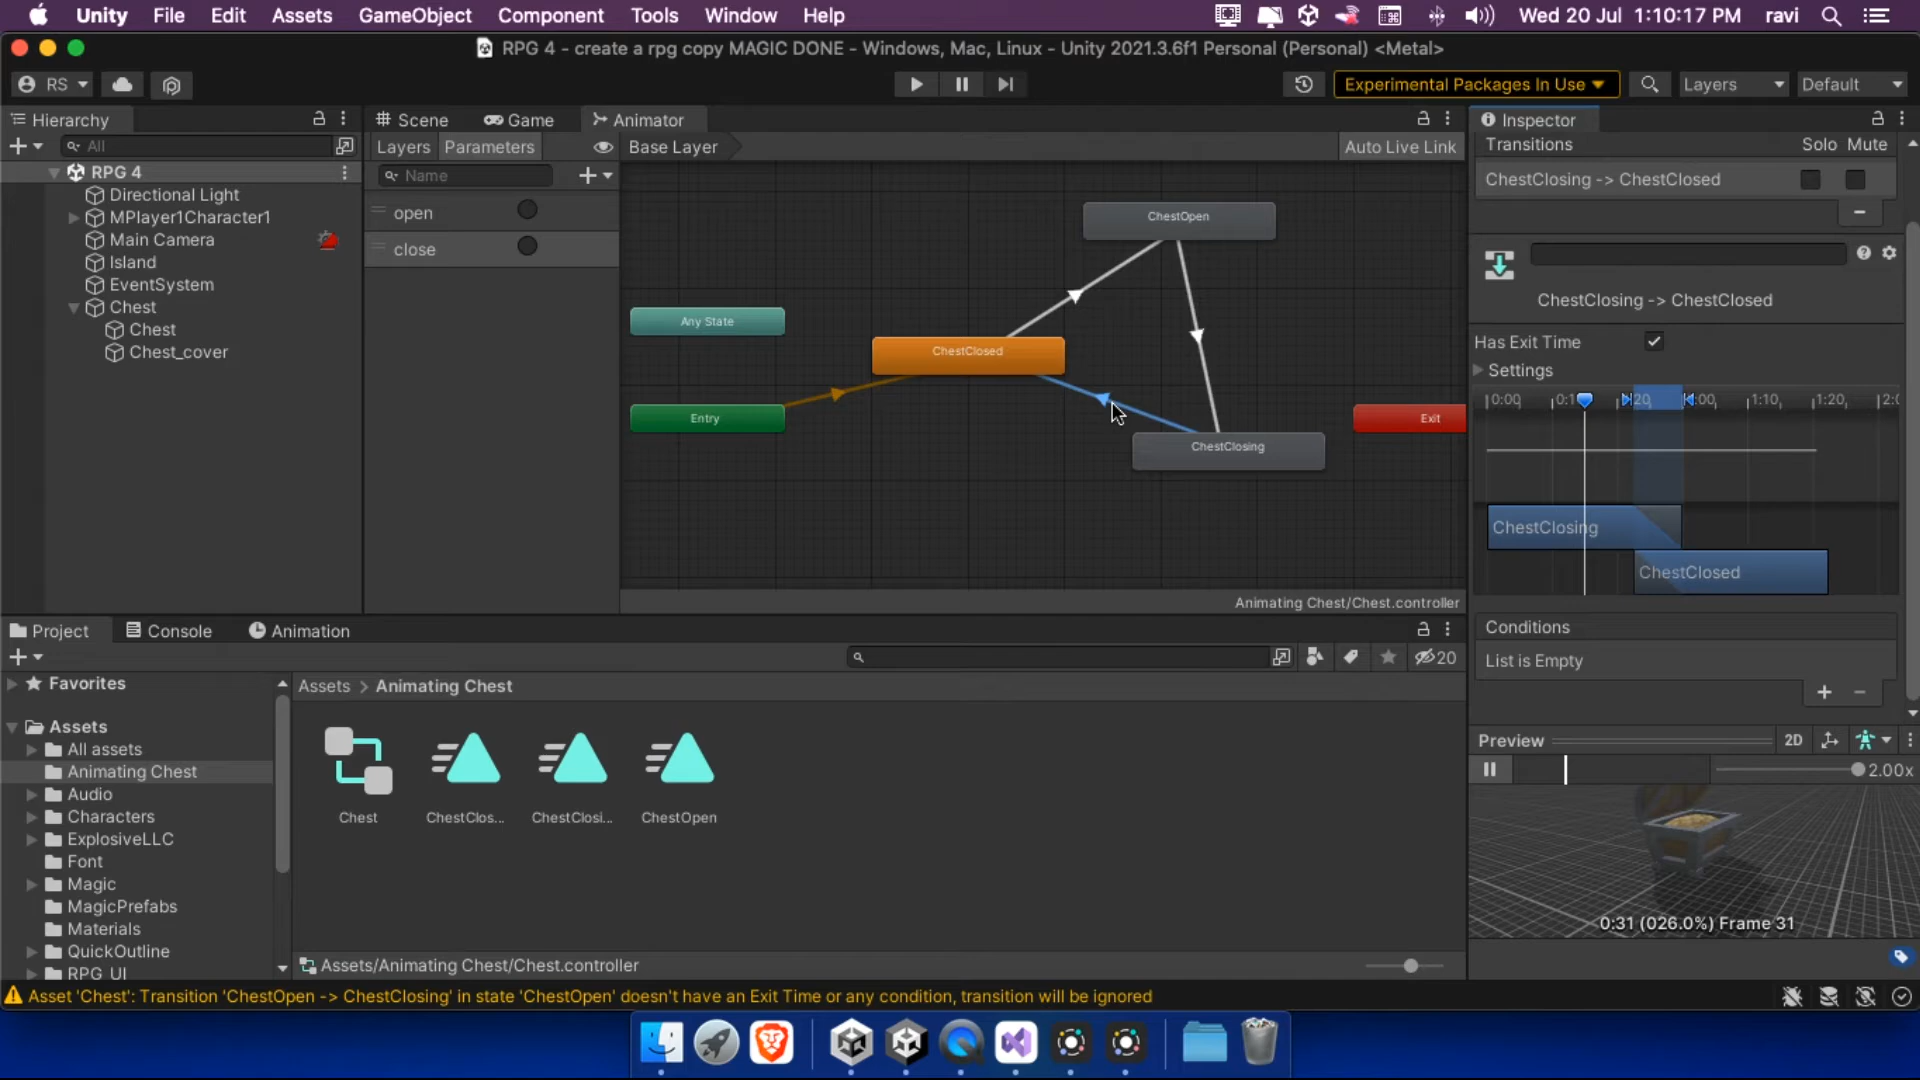 Unity File Edit Assets GameObject Component Tools Window Help Wed 20 Jul 1:10:17 PM ravi
RPG 4 - create a rpg copy MAGIC DONE - Windows, Mac, Linux - Unity 2021.3.6f1 Personal (Personal) <Metal>
RS Experimental Packages In Use Layers Default
Hierarchy
All
RPG 4
Directional Light
MPlayer1Character1
Main Camera
Island
EventSystem
Chest
Chest
Chest_cover
Scene Game Animator
Layers Parameters Base Layer Auto Live Link
Name
open
close
Any State
Entry
ChestClosed
ChestOpen
ChestClosing
Exit
Animating Chest/Chest.controller
Inspector
Transitions Solo Mute
ChestClosing -> ChestClosed
ChestClosing -> ChestClosed
Has Exit Time
Settings
0:00 0:1 20 :00 1:10 1:20 2:0
ChestClosing
ChestClosed
Conditions
List is Empty
Preview 2D
2.00x
0:31 (026.0%) Frame 31
Project Console Animation
20
Favorites
Assets
All assets
Animating Chest
Audio
Characters
ExplosiveLLC
Font
Magic
MagicPrefabs
Materials
QuickOutline
RPG UI
Assets > Animating Chest
Chest ChestClos... ChestClosi... ChestOpen
Assets/Animating Chest/Chest.controller
Asset 'Chest': Transition 'ChestOpen -> ChestClosing' in state 'ChestOpen' doesn't have an Exit Time or any condition, transition will be ignored